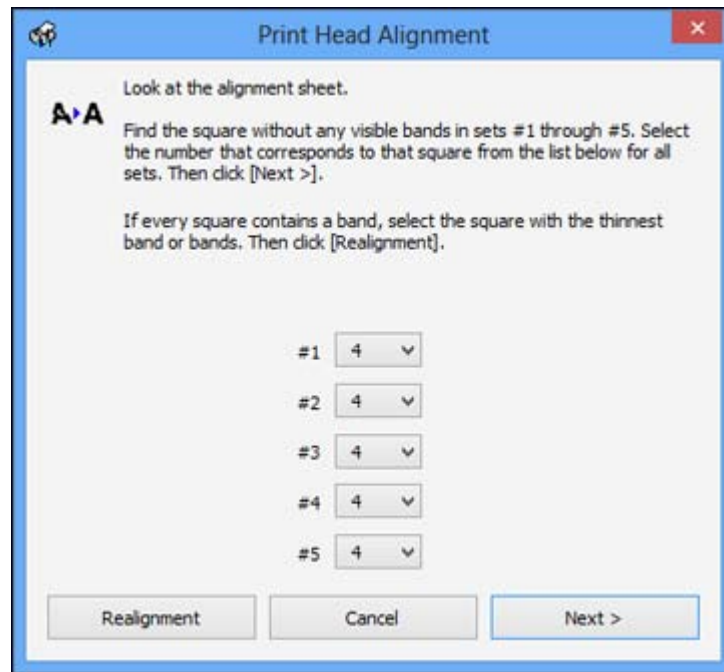 Print Head Alignment
Look at the alignment sheet.
A A
Find the square without any visible bands in sets #1 through #5. Select
the number that corresponds to that square from the list below for all
sets. Then click [Next >].
If every square contains a band, select the square with the thinnest
band or bands. Then click [Realignment].
#1 4
#2 4
#3 4
#4 4
#5 4
Realignment Cancel Next >